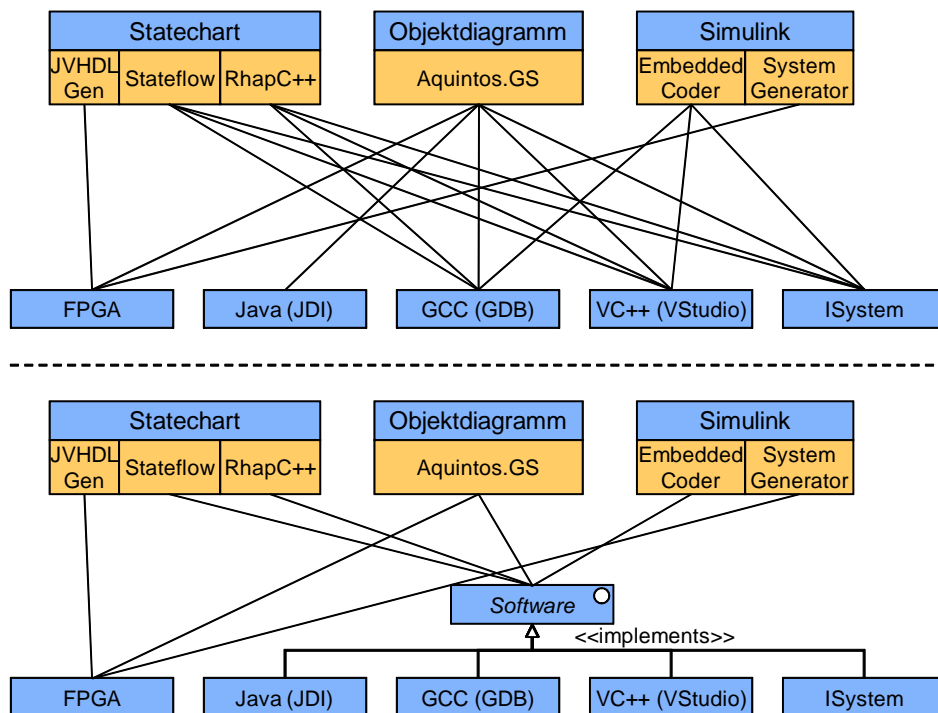 Statechart
Objektdiagramm
Simulink
JVHDL
Gen
Stateflow
RhapC++
Aquintos.GS
Embedded
Coder
System
Generator
FPGA
Java (JDI)
GCC (GDB)
VC++ (VStudio)
ISystem
Statechart
Objektdiagramm
Simulink
JVHDL
Gen
Stateflow
RhapC++
Aquintos.GS
Embedded
Coder
System
Generator
Software
<<implements>>
FPGA
Java (JDI)
GCC (GDB)
VC++ (VStudio)
ISystem